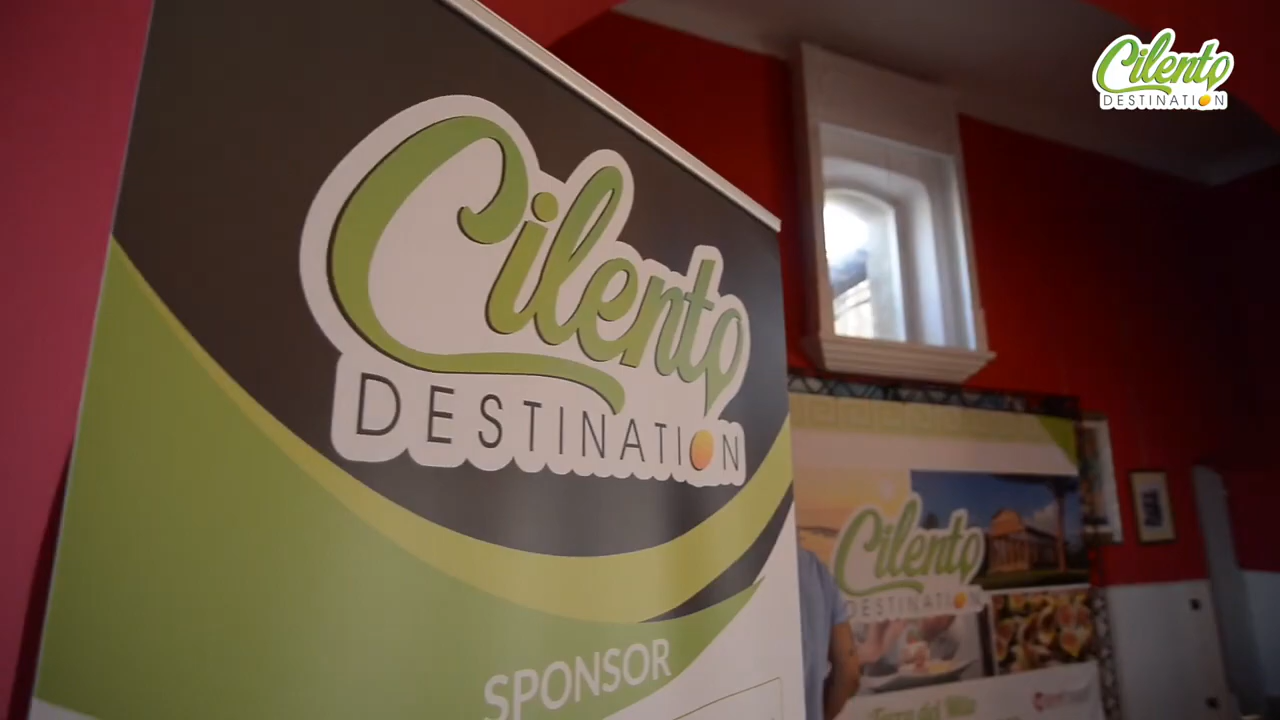 Cilento
DESTINATION
Cilento
DESTINATION
SPONSOR
Cilento
DESTINATION